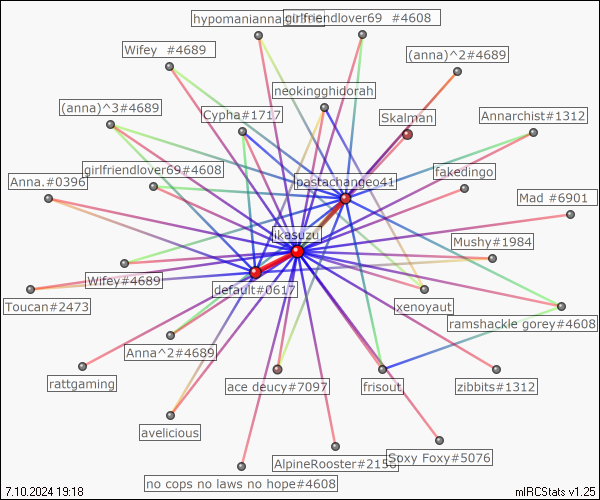 hypomaniannag
girlfriendlover69 #4608
Wifey #4689
(anna)^2#4689
neokingghidorah
(anna)^3#4689
Cypha#1717
Skalman
Annarchist#1312
girlfriendlover69#4608
Anna.#0396
pastachangeo41
fakedingo
Mad #6901
ikasuzu
Mushy#1984
Wifey#4689
default#0617
Toucan#2473
xenoyaut
ramshackle gorey#4608
Anna^2#4689
rattgaming
ace deucy#7097
frisout
zibbits#1312
avelicious
AlpineRooster#2158
Soxy Foxy#5076
no cops no laws no hope#4608
7.10.2024 19:18
mIRCStats v1.25